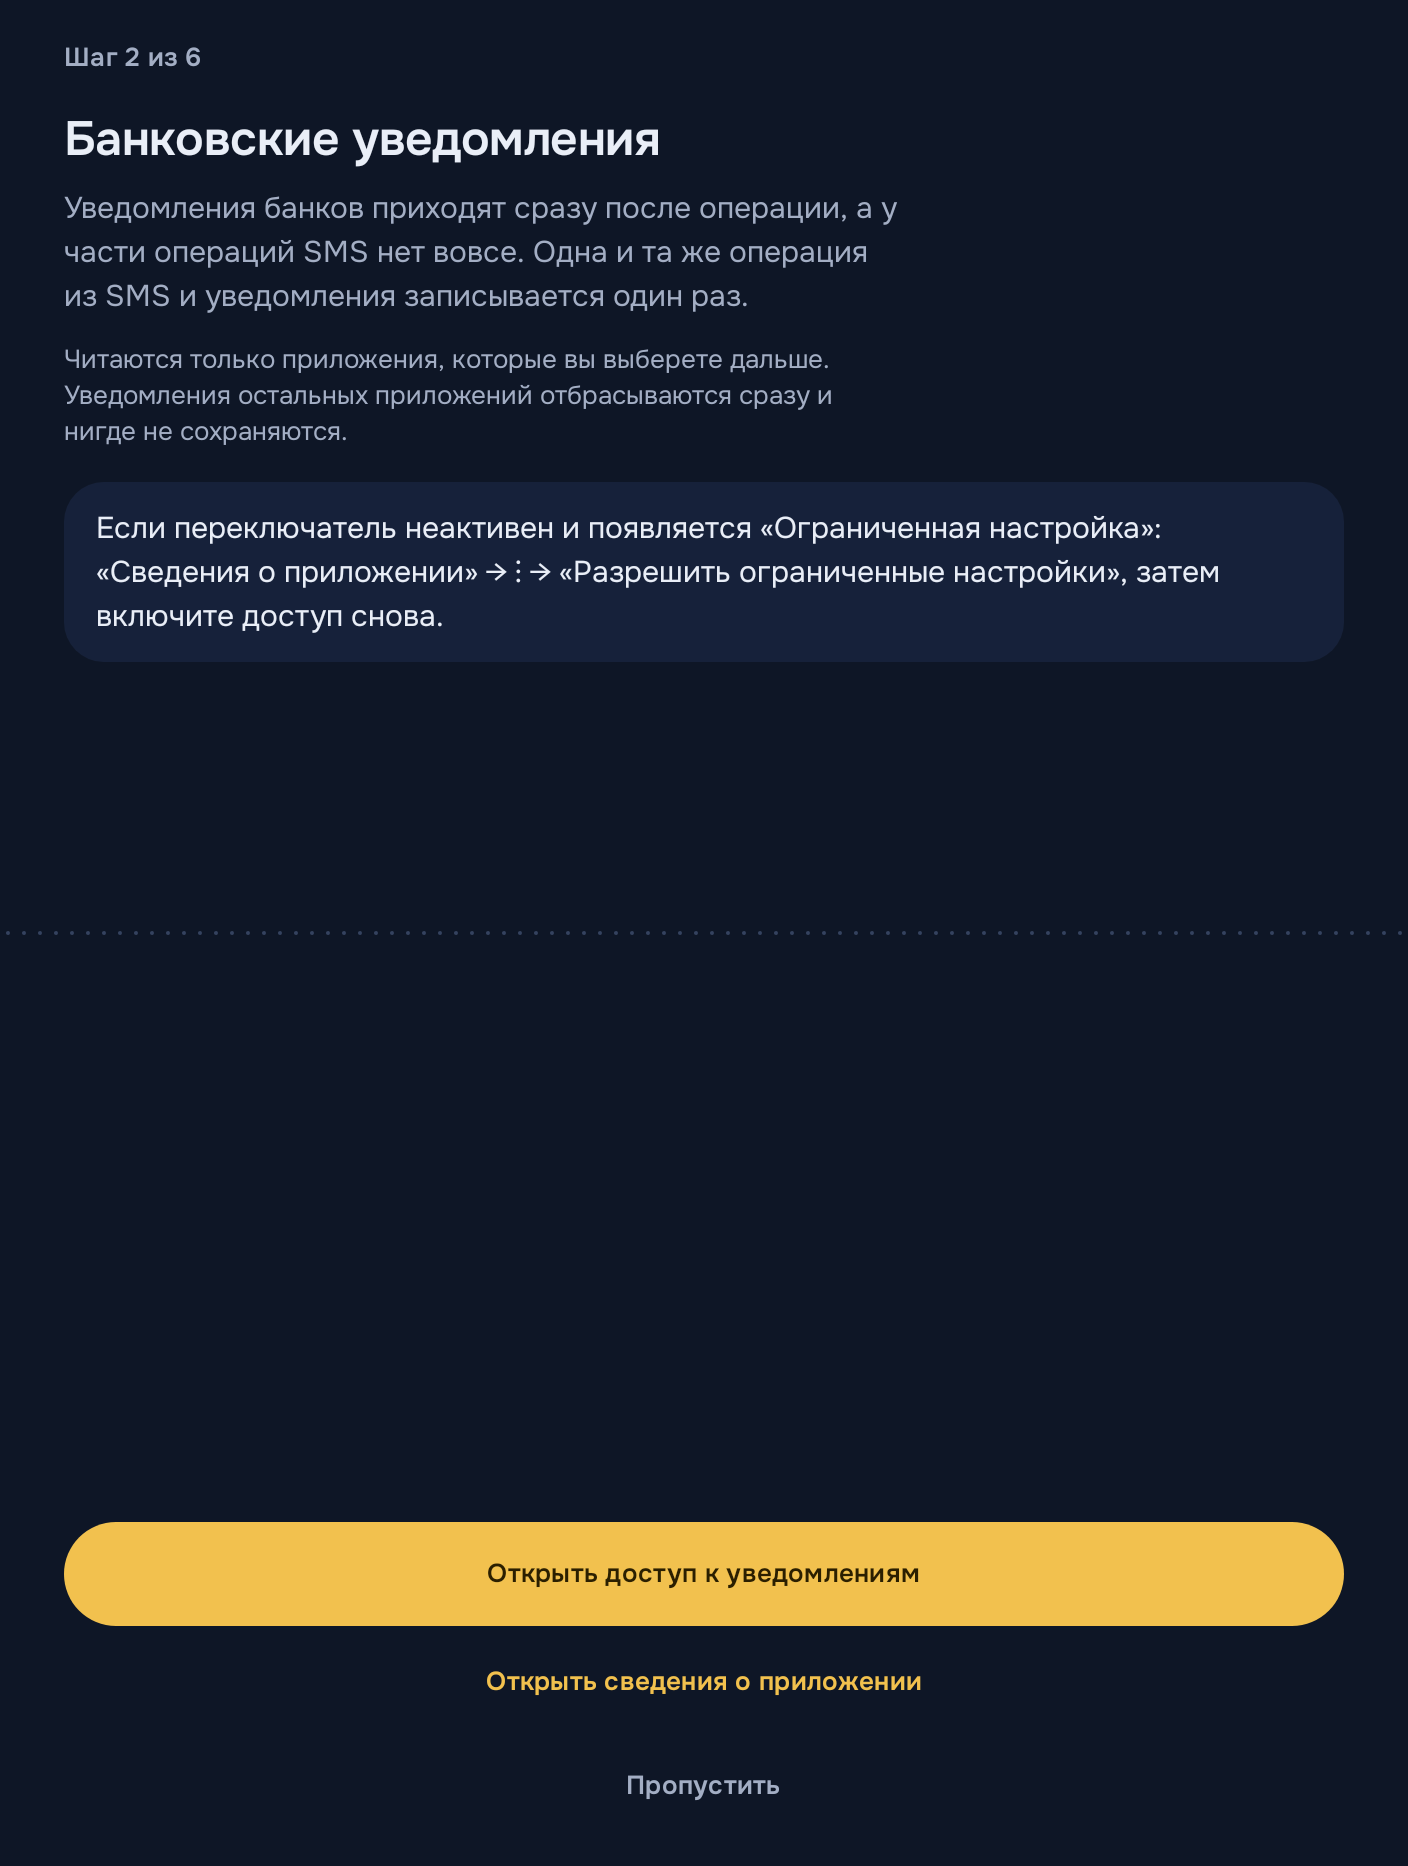 Шаг 2 из 6
Банковские уведомления
Уведомления банков приходят сразу после операции, а у
части операций SMS нет вовсе. Одна и та же операция
из SMS и уведомления записывается один раз.
Читаются только приложения, которые вы выберете дальше.
Уведомления остальных приложений отбрасываются сразу и
нигде не сохраняются.
Если переключатель неактивен и появляется «Ограниченная настройка»:
«Сведения о приложении» → ⋮ → «Разрешить ограниченные настройки», затем
включите доступ снова.
Открыть доступ к уведомлениям
Открыть сведения о приложении
Пропустить